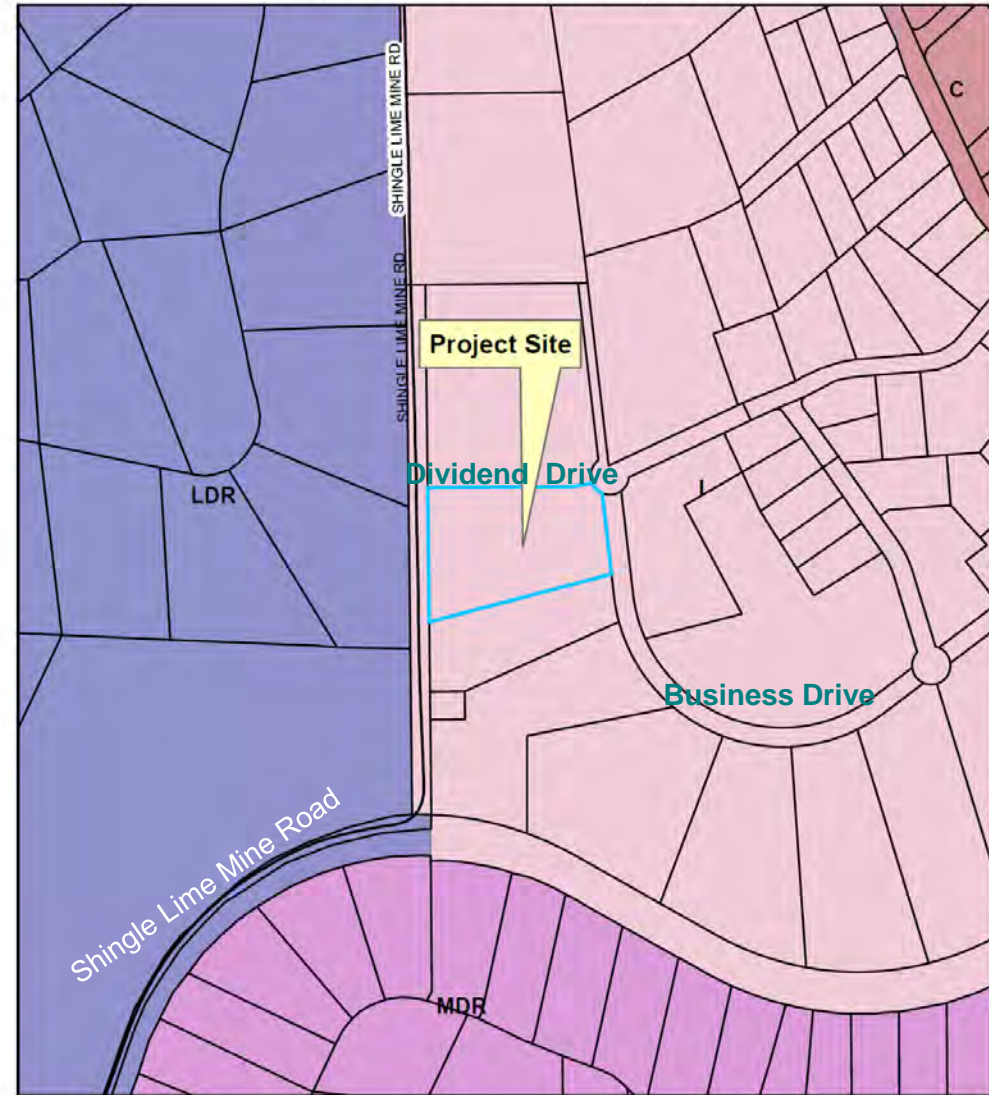 SHINGLE LIME MINE RD
C
SHINGLE LIME MINE RD
Project Site
Dividend Drive
LDR
I
Business Drive
Shingle Lime Mine Road
MDR